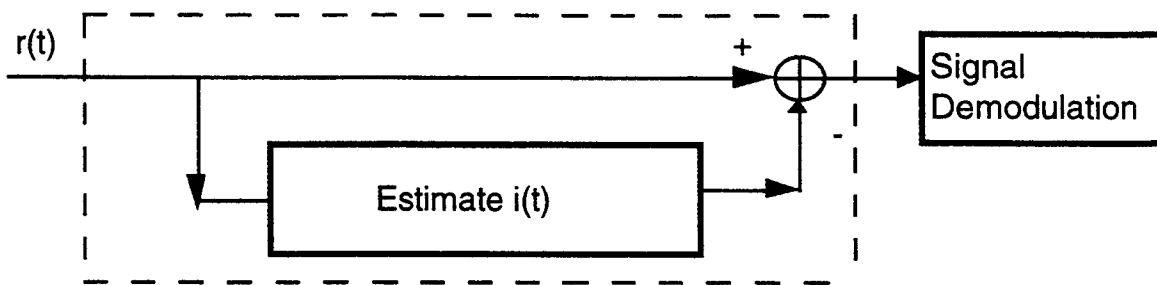 r(t)
+
Signal
Demodulation
-
Estimate i(t)